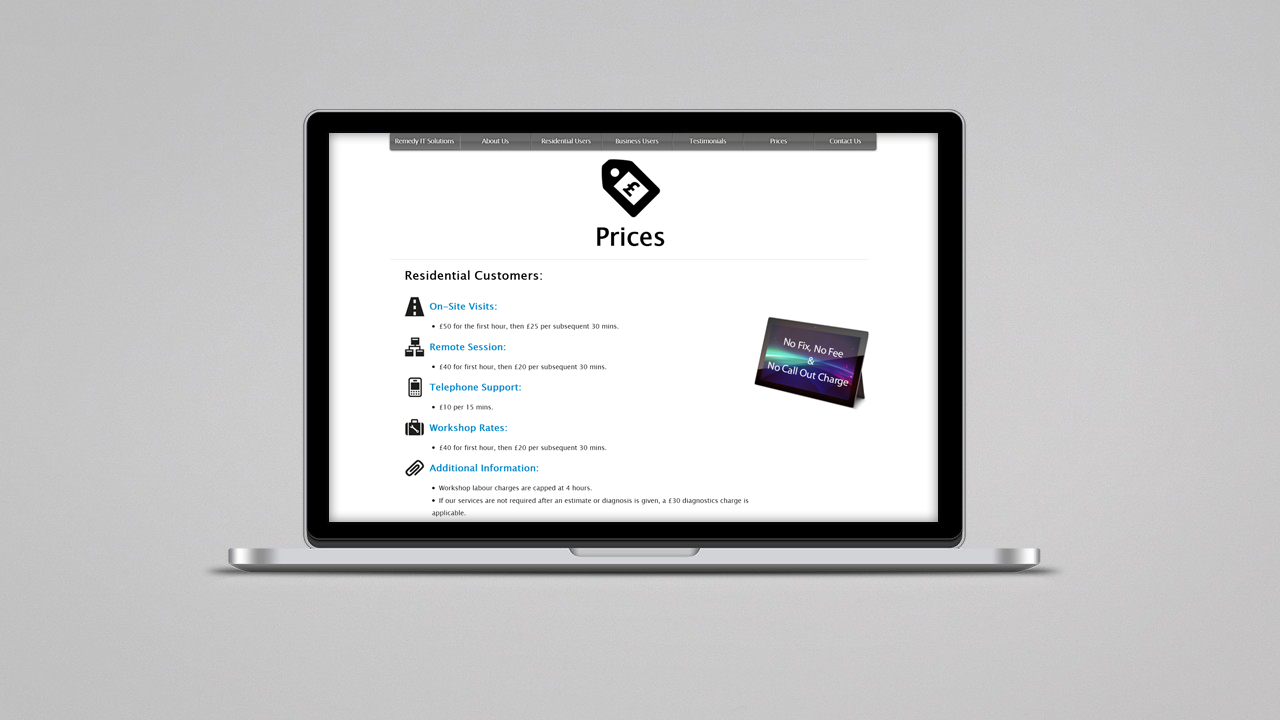 Remedy IT Solutions About Us Residential Users Business Users Testimonials Prices Contact Us
£
Prices
Residential Customers:
On-Site Visits:
• £50 for the first hour, then £25 per subsequent 30 mins.
Remote Session:
• £40 for first hour, then £20 per subsequent 30 mins.
Telephone Support:
• £10 per 15 mins.
Workshop Rates:
• £40 for first hour, then £20 per subsequent 30 mins.
Additional Information:
• Workshop labour charges are capped at 4 hours.
• If our services are not required after an estimate or diagnosis is given, a £30 diagnostics charge is
applicable.
No Fix, No Fee
&
No Call Out Charge